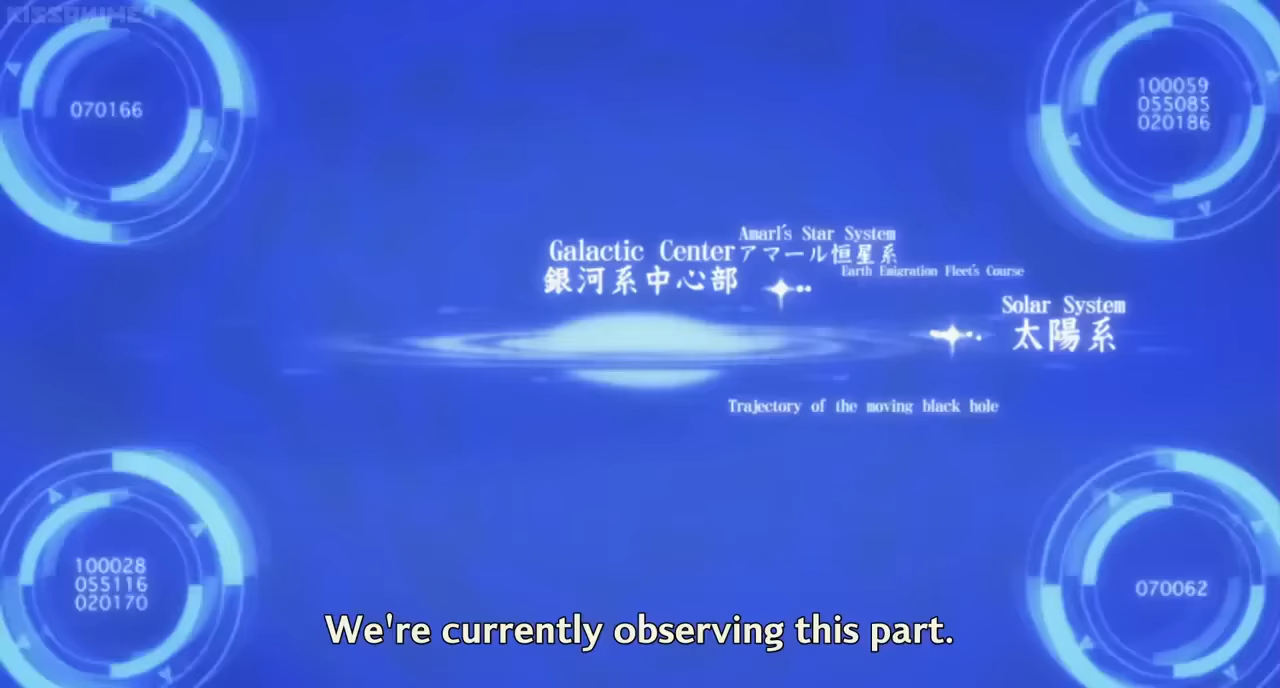 KISSANIME
070166
100059
055085
020186
Amarl's Star System
アマール恒星系
Galactic Center
銀河系中心部
Earth Emigration Fleet's Course
Solar System
太陽系
Trajectory of the moving black hole
100028
055116
020170
070062
We're currently observing this part.